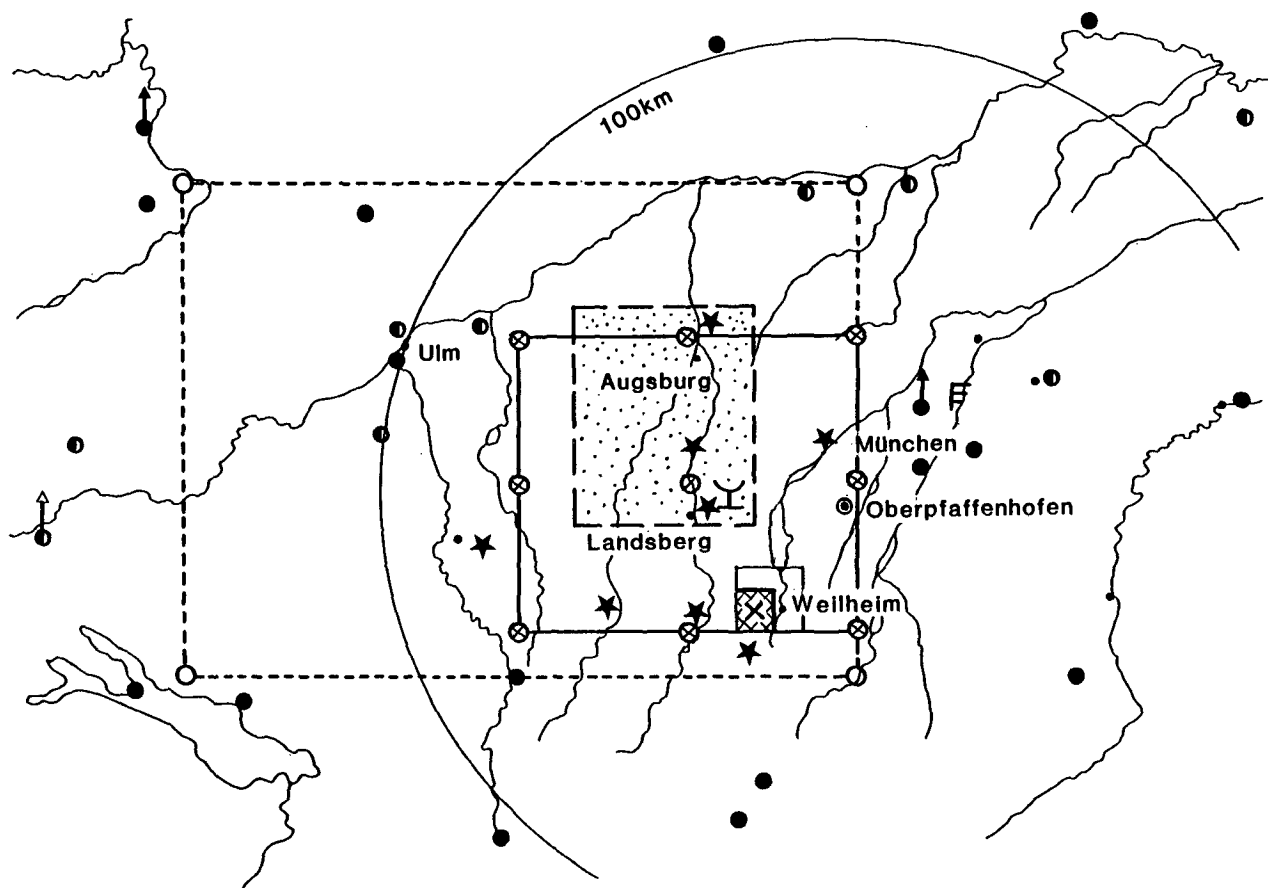 100km
Ulm
Augsburg
München
Oberpfaffenhofen
Landsberg
Weilheim